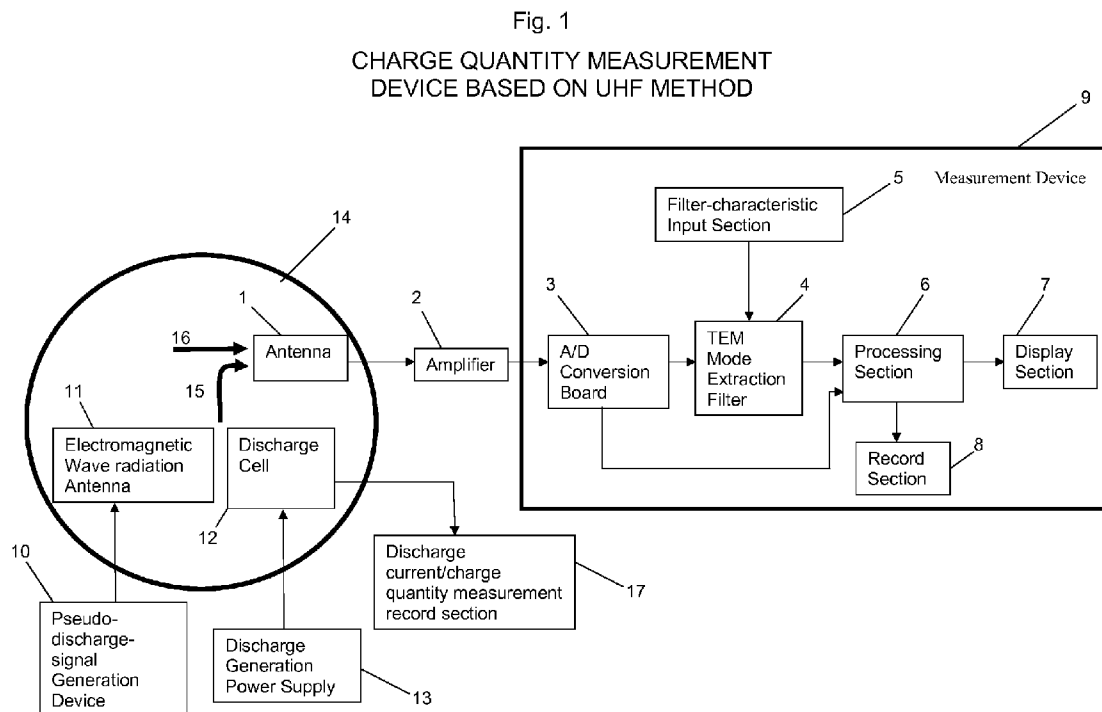 Fig. 1
CHARGE QUANTITY MEASUREMENT
DEVICE BASED ON UHF METHOD
9
Measurement Device
5
Filter-characteristic
Input Section
14
1
Antenna
2
Amplifier
3
A/D
Conversion
Board
4
TEM
Mode
Extraction
Filter
6
Processing
Section
7
Display
Section
16
15
11
Electromagnetic
Wave radiation
Antenna
Discharge
Cell
12
8
Record
Section
10
Pseudo-
discharge-
signal
Generation
Device
Discharge
Generation
Power Supply
13
Discharge
current/charge
quantity measurement
record section
17